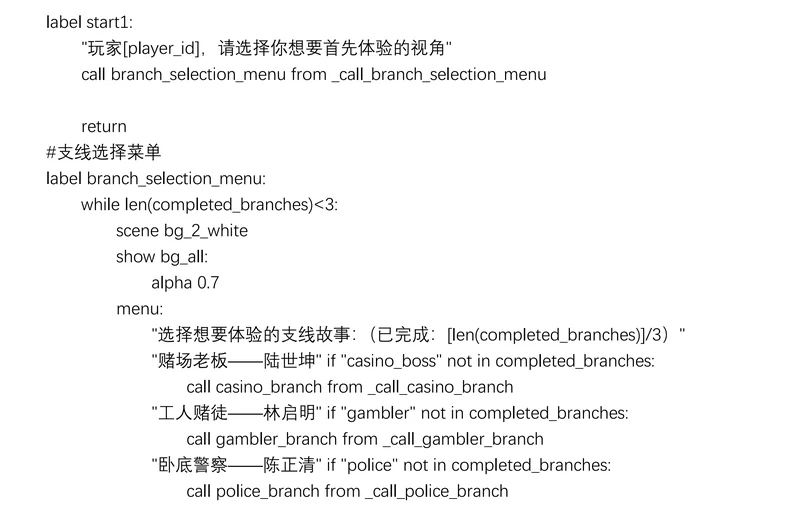 label start1:
"玩家[player_id]，请选择你想要首先体验的视角"
call branch_selection_menu from _call_branch_selection_menu
return
#支线选择菜单
label branch_selection_menu:
while len(completed_branches)<3:
scene bg_2_white
show bg_all:
alpha 0.7
menu:
"选择想要体验的支线故事：（已完成：[len(completed_branches)]/3）"
"赌场老板——陆世坤" if "casino_boss" not in completed_branches:
call casino_branch from _call_casino_branch
"工人赌徒——林启明" if "gambler" not in completed_branches:
call gambler_branch from _call_gambler_branch
"卧底警察——陈正清" if "police" not in completed_branches:
call police_branch from _call_police_branch